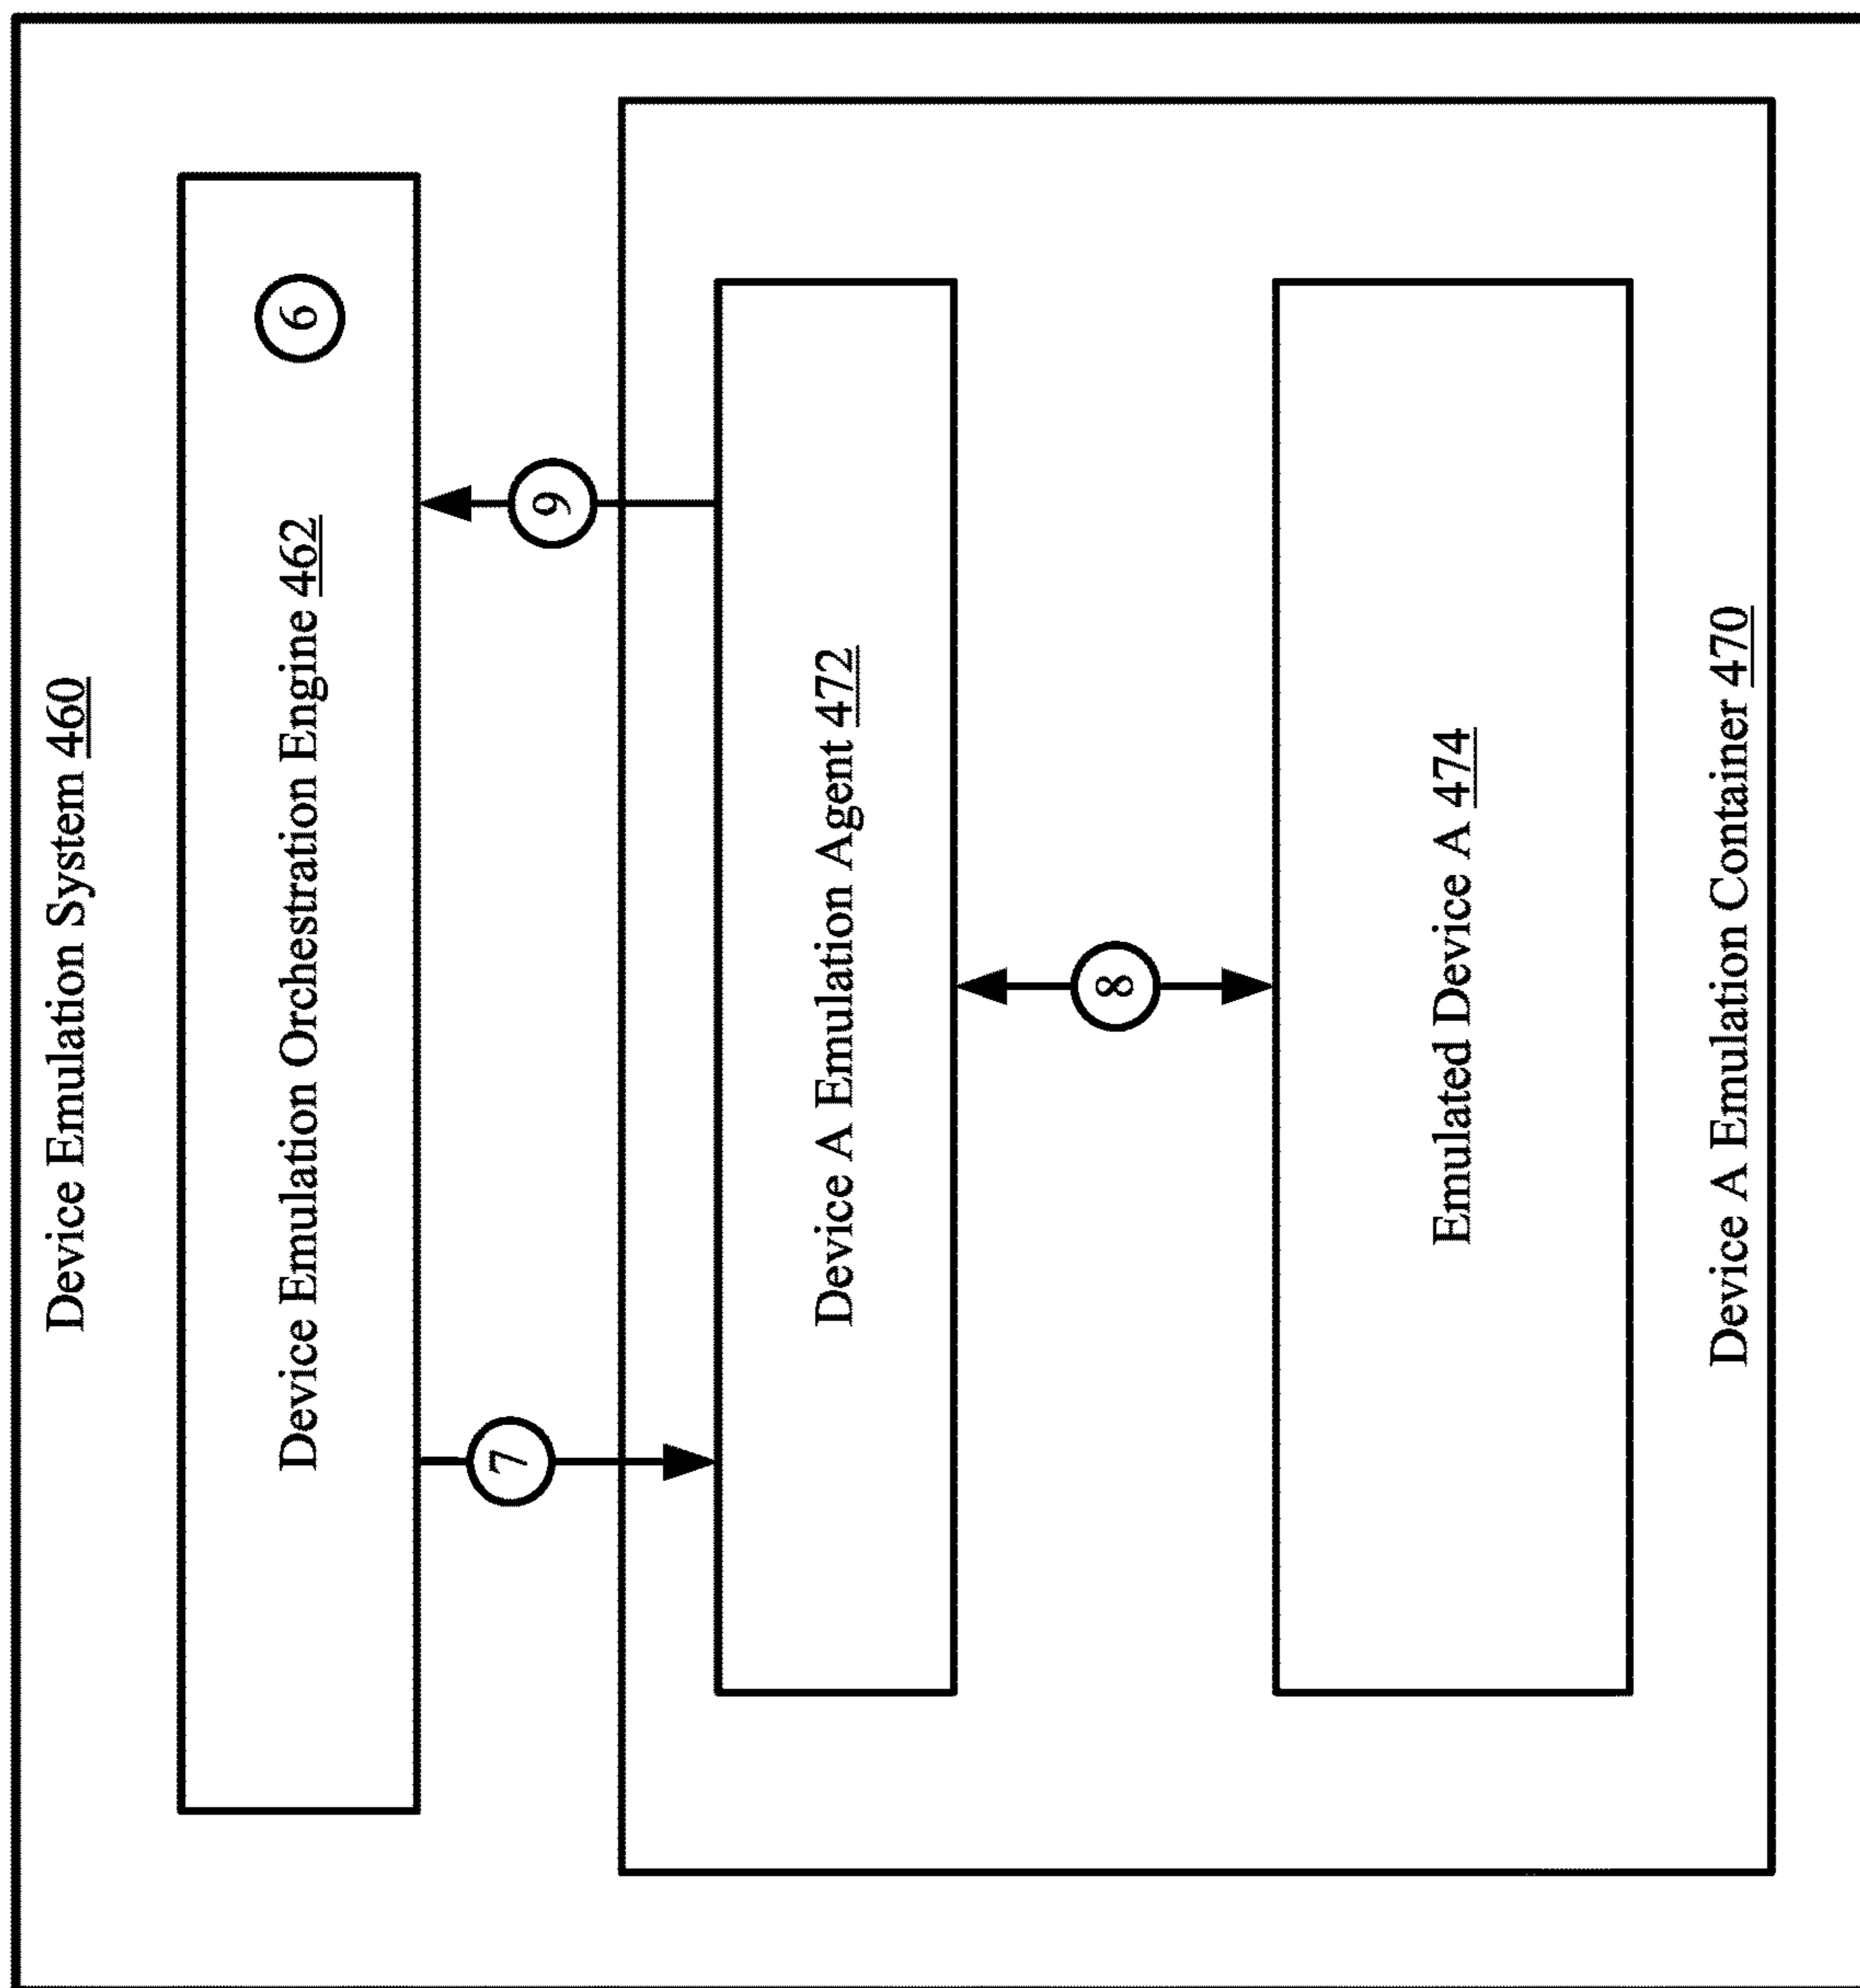 Device Emulation System 460
Device Emulation Orchestration Engine 462
6
7
9
Device A Emulation Agent 472
8
Emulated Device A 474
Device A Emulation Container 470